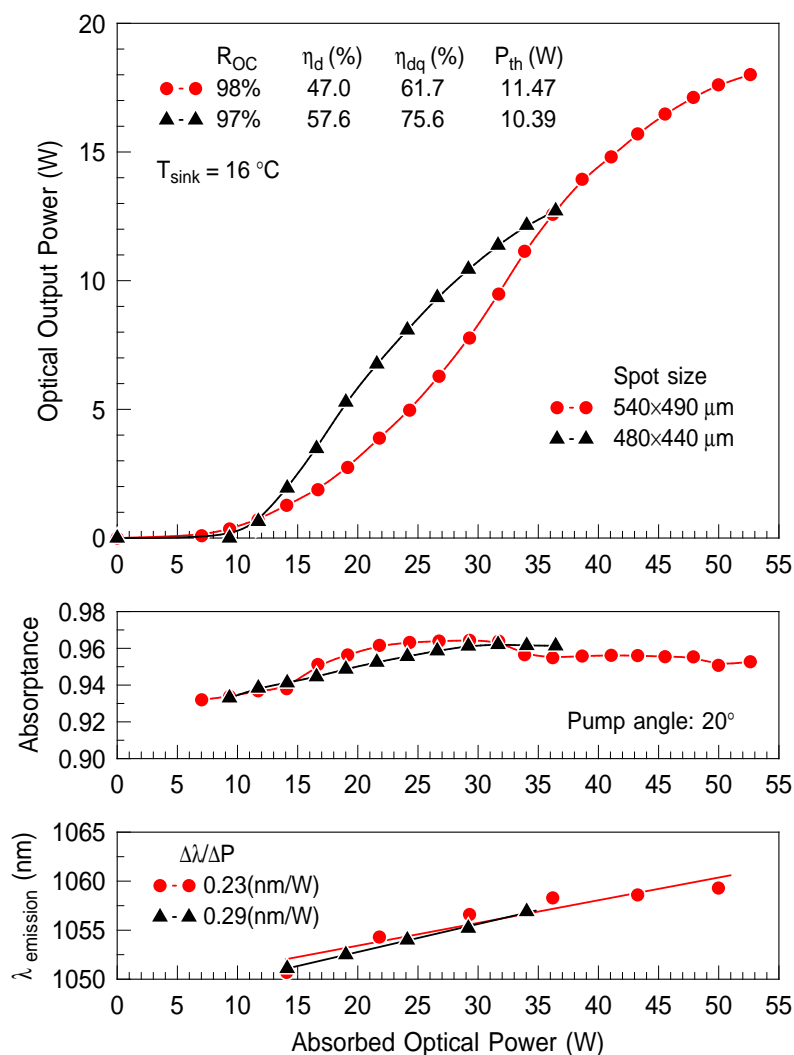 20
15
10
5
0
Optical Output Power (W)
R_OC η_d (%) η_dq (%) P_th (W)
98% 47.0 61.7 11.47
97% 57.6 75.6 10.39
T_sink = 16 °C
Spot size
540×490 μm
480×440 μm
0 5 10 15 20 25 30 35 40 45 50 55
0.98
0.96
0.94
0.92
0.90
Absorptance
Pump angle: 20°
0 5 10 15 20 25 30 35 40 45 50 55
1065
1060
1055
1050
λ emission (nm)
Δλ/ΔP
0.23(nm/W)
0.29(nm/W)
0 5 10 15 20 25 30 35 40 45 50 55
Absorbed Optical Power (W)